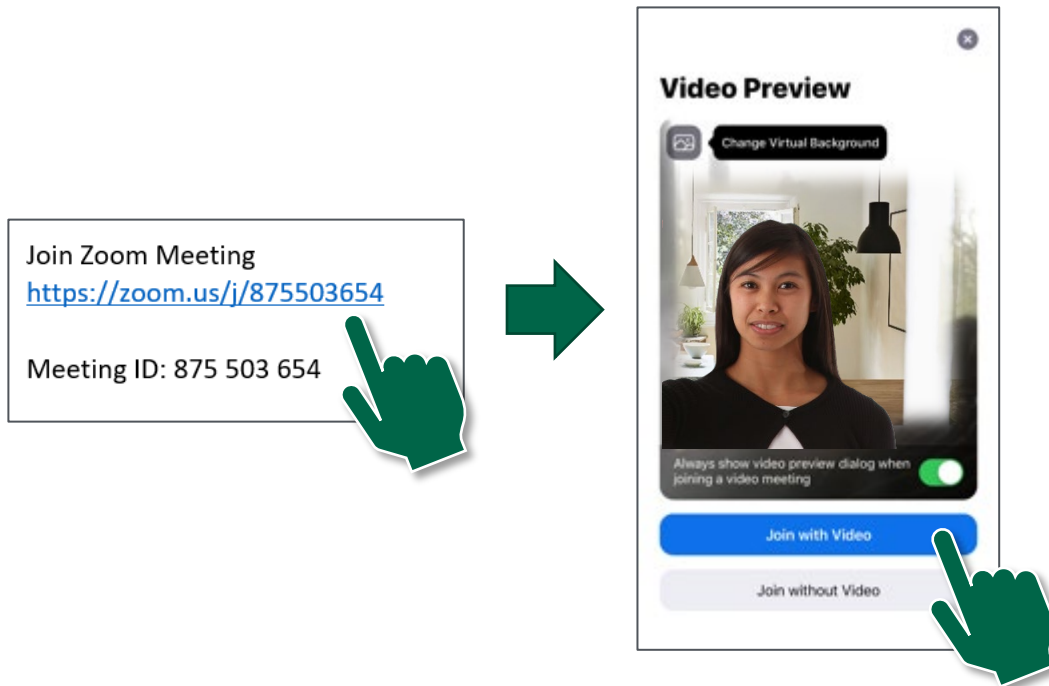 Join Zoom Meeting
https://zoom.us/j/875503654
Meeting ID: 875 503 654
Video Preview
Change Virtual Background
Always show video preview dialog when
joining a video meeting
Join with Video
Join without Video